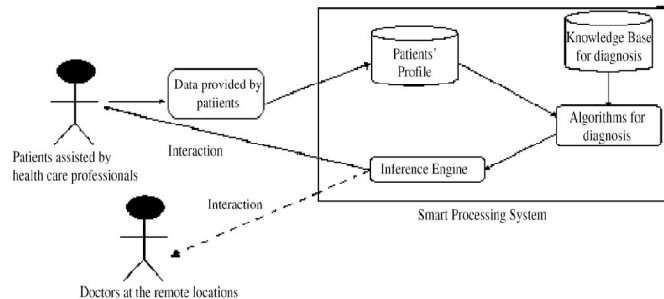 Patients'
Profile
Knowledge Base
for diagnosis
Data provided by
patiients
Algorithms for
diagnosis
Patients assisted by
health care professionals
Interaction
Inference Engine
Interaction
Smart Processing System
Doctors at the remote locations